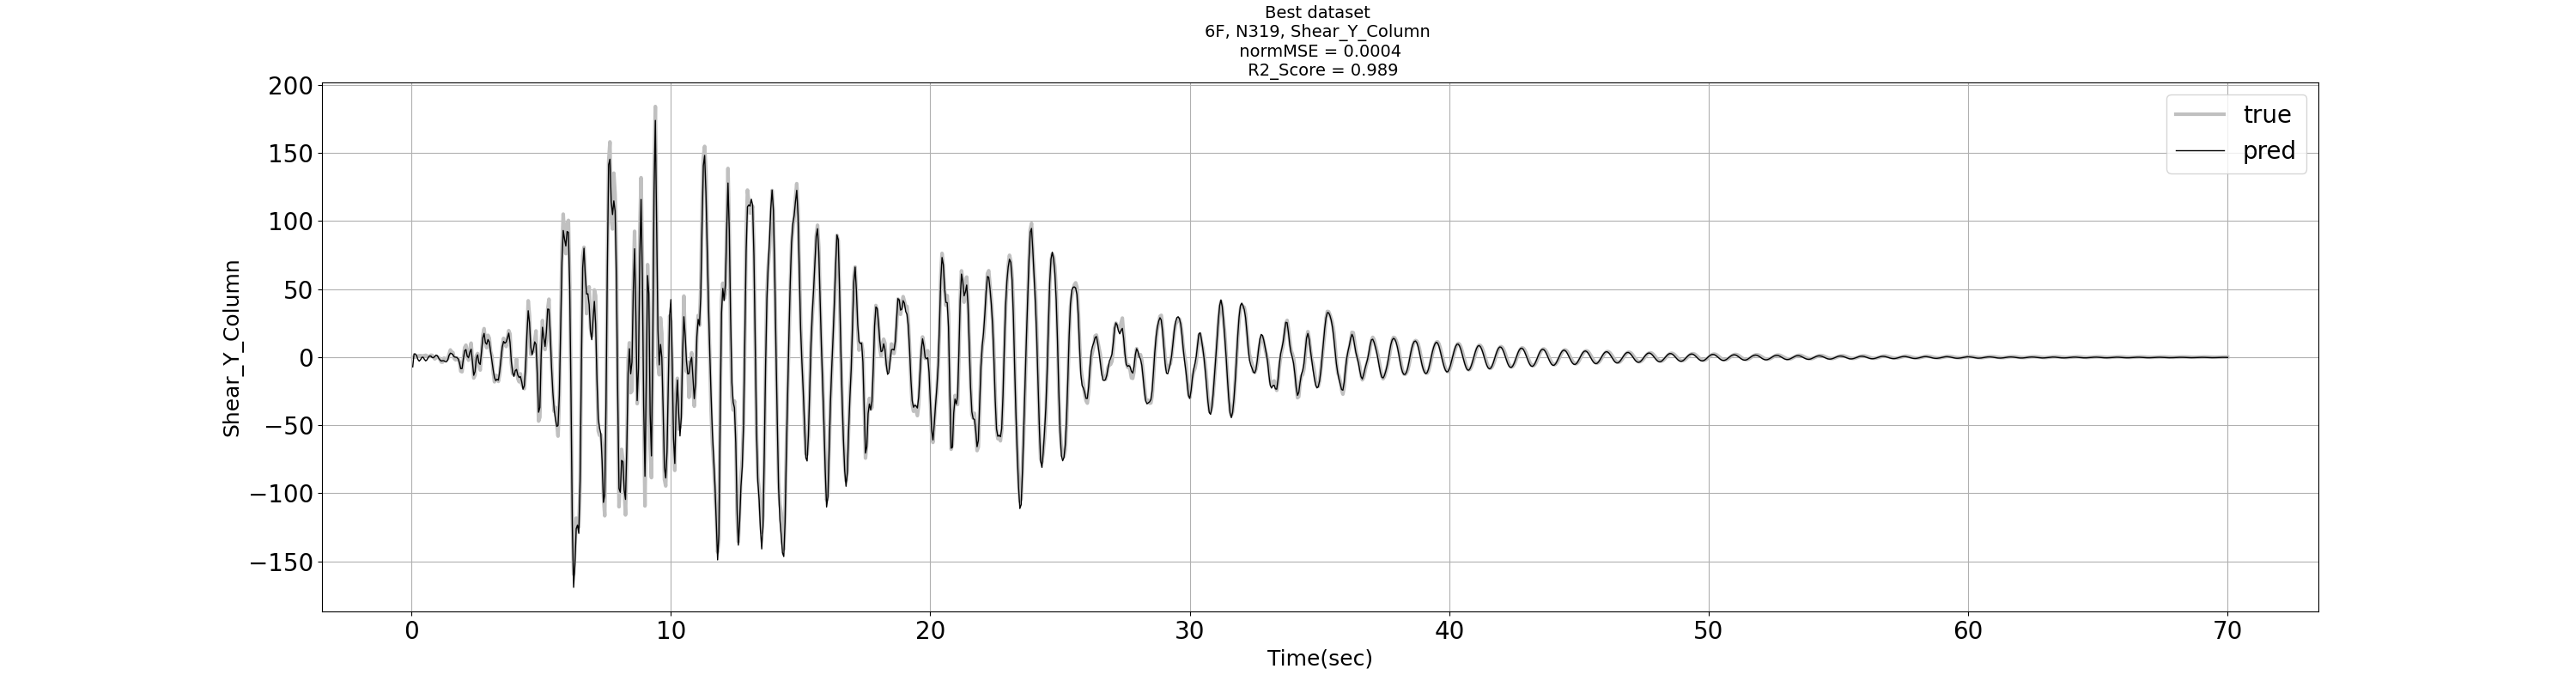 Best dataset
6F, N319, Shear_Y_Column
normMSE = 0.0004
R2_Score = 0.989
200
150
100
50
0
−50
−100
−150
Shear_Y_Column
true
pred
0 10 20 30 40 50 60 70
Time(sec)